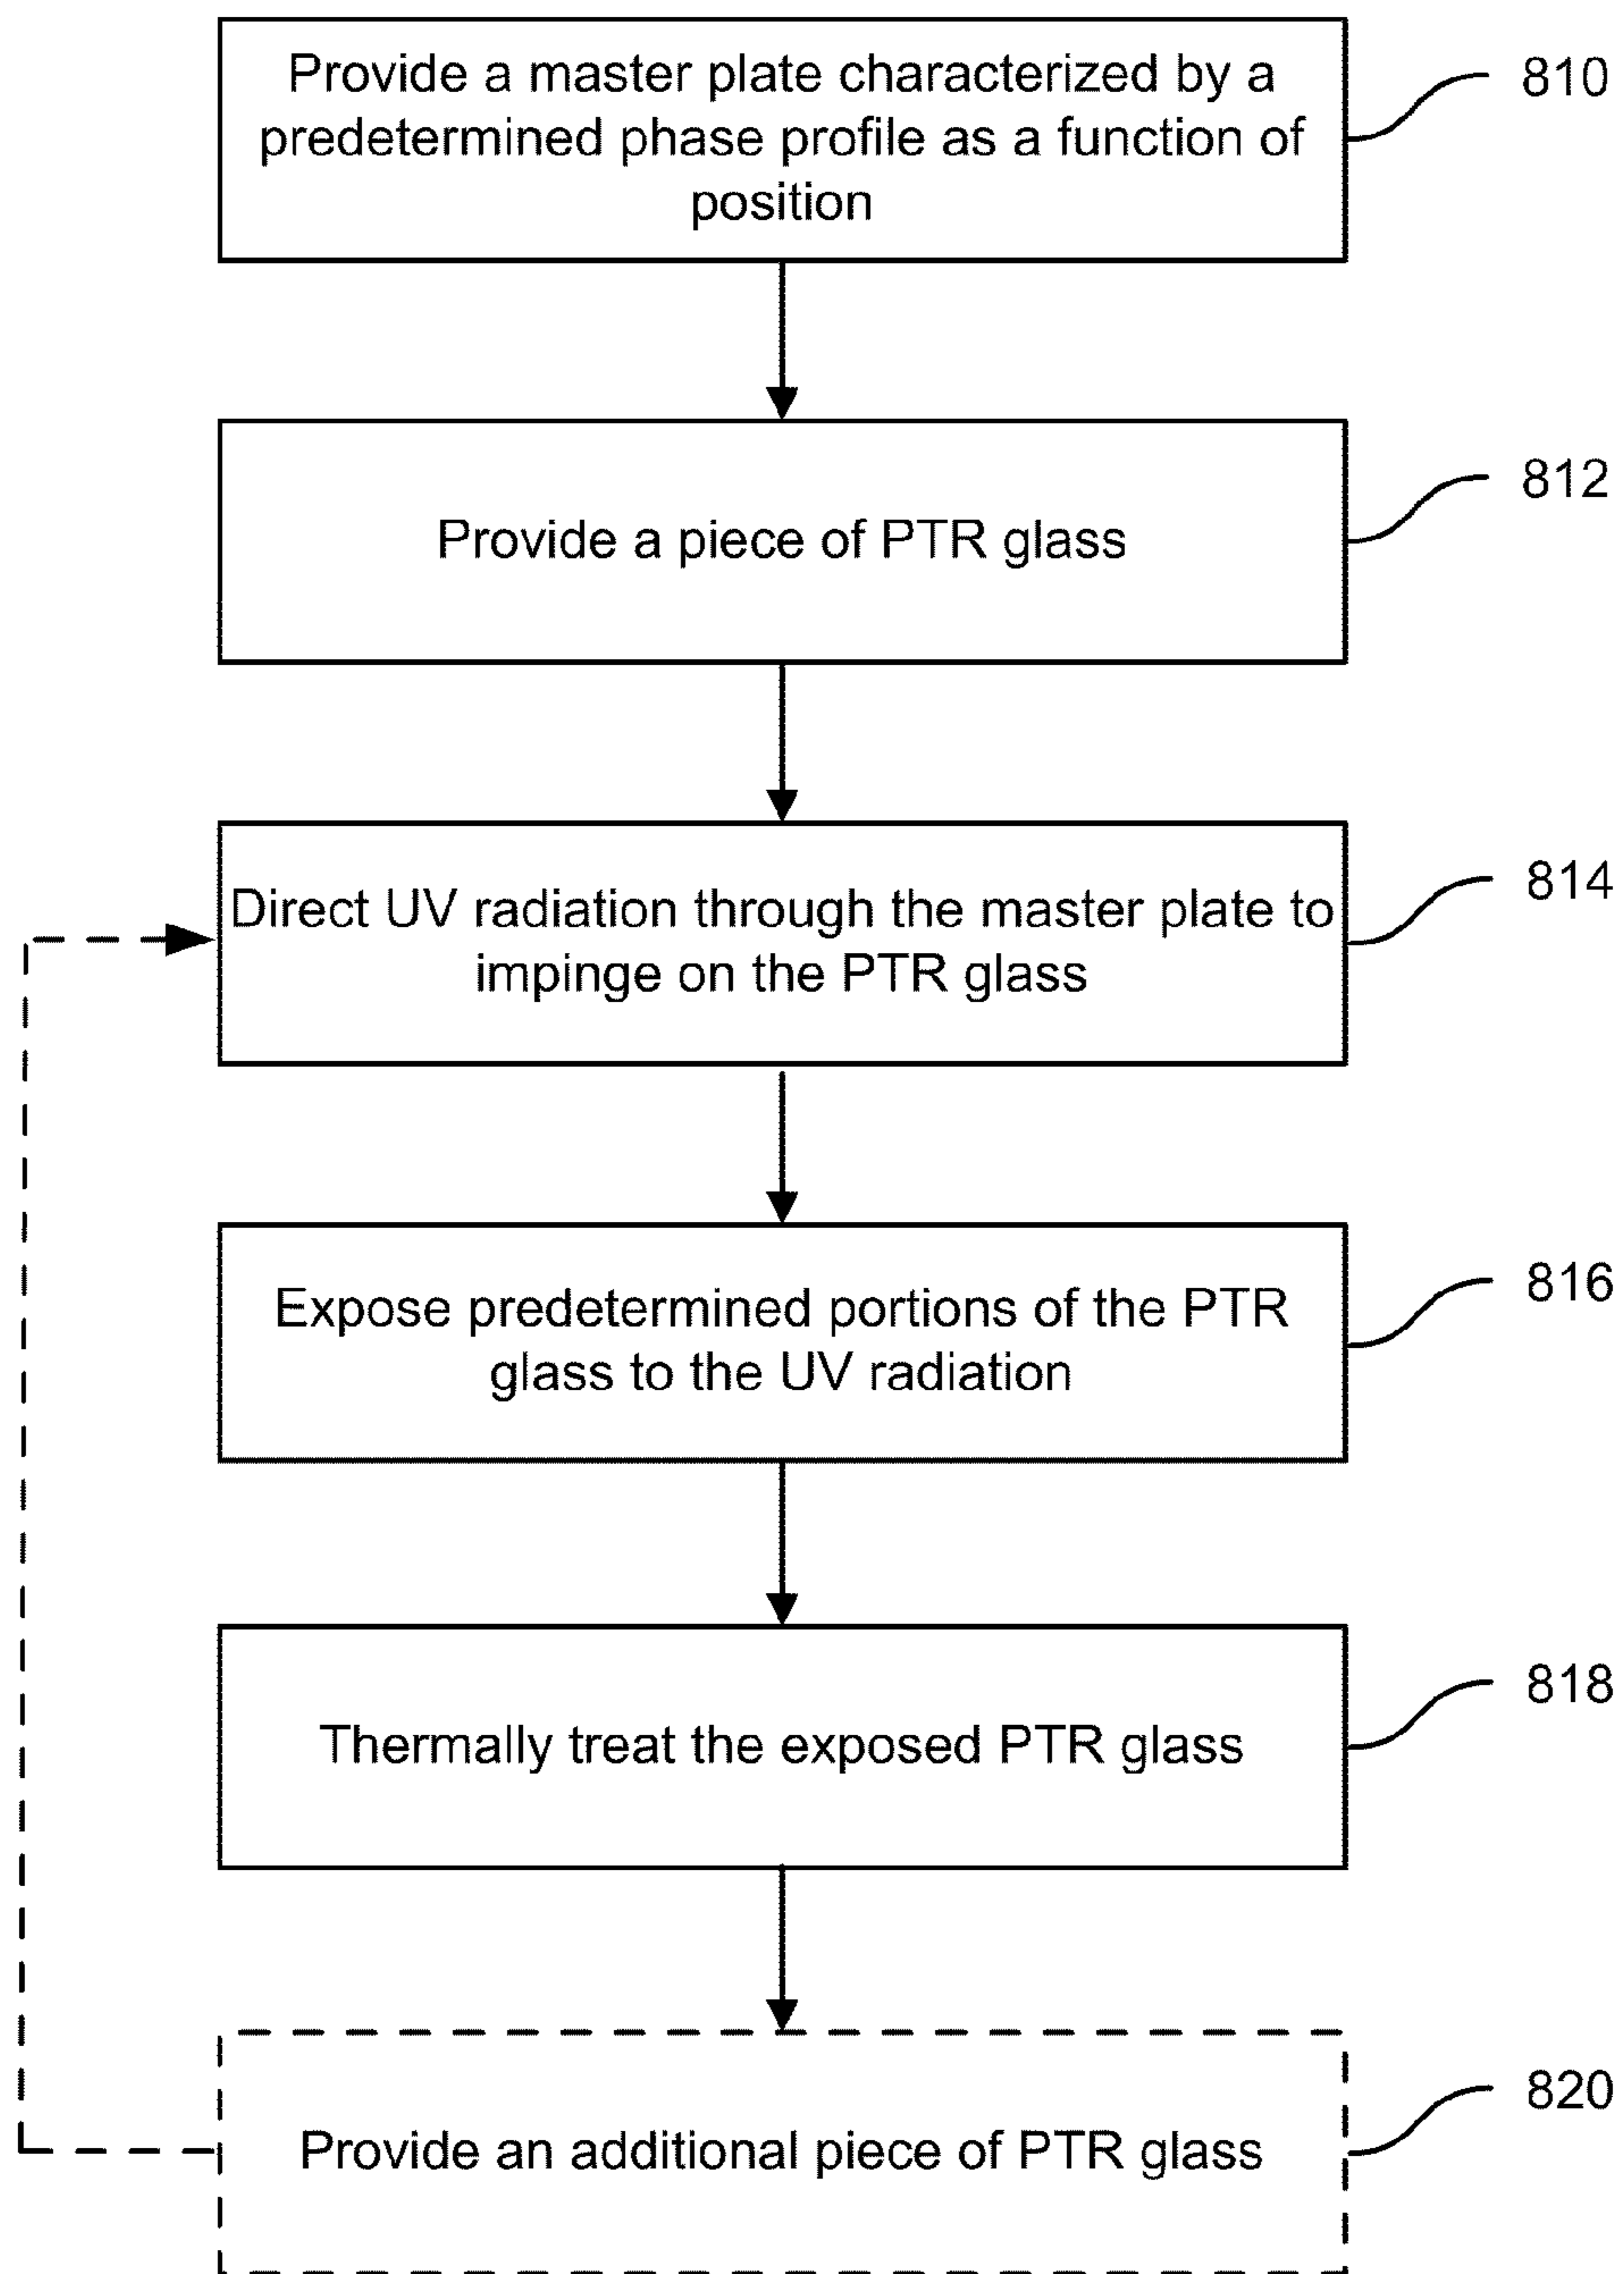 Provide a master plate characterized by a
predetermined phase profile as a function of
position
810
Provide a piece of PTR glass
812
Direct UV radiation through the master plate to
impinge on the PTR glass
814
Expose predetermined portions of the PTR
glass to the UV radiation
816
Thermally treat the exposed PTR glass
818
Provide an additional piece of PTR glass
820